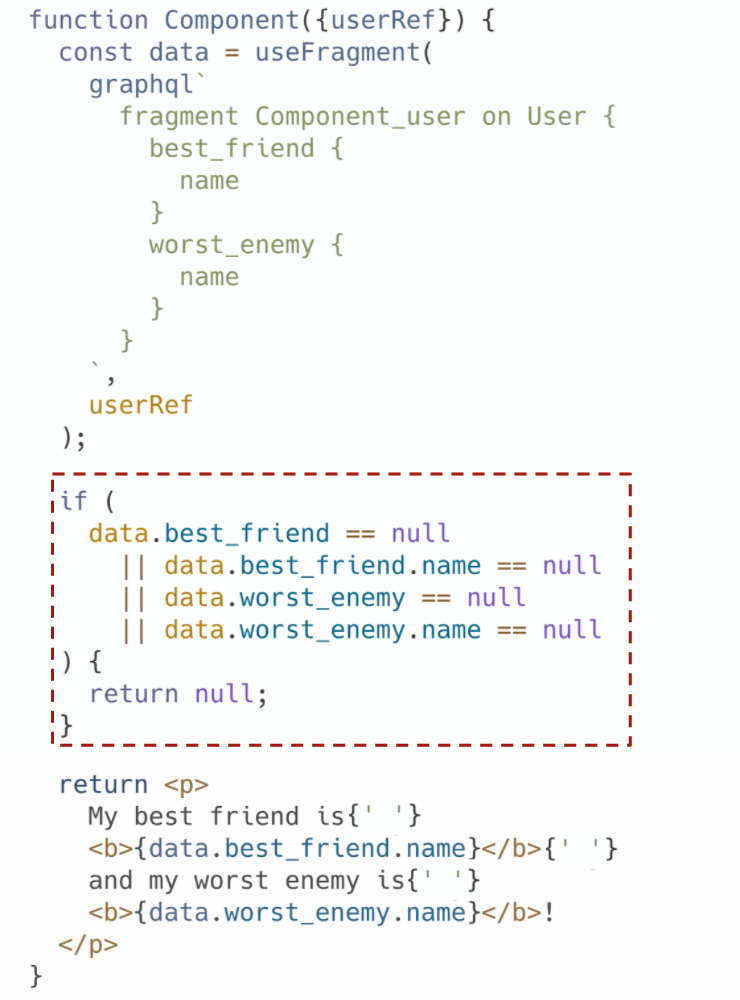 function Component({userRef}) {
  const data = useFragment(
    graphql`
      fragment Component_user on User {
        best_friend {
          name
        }
        worst_enemy {
          name
        }
      }
    `,
    userRef
  );
  if (
    data.best_friend == null
      || data.best_friend.name == null
      || data.worst_enemy == null
      || data.worst_enemy.name == null
  ) {
    return null;
  }
  return <p>
    My best friend is{' '}
    <b>{data.best_friend.name}</b>{' '}
    and my worst enemy is{' '}
    <b>{data.worst_enemy.name}</b>!
  </p>
}